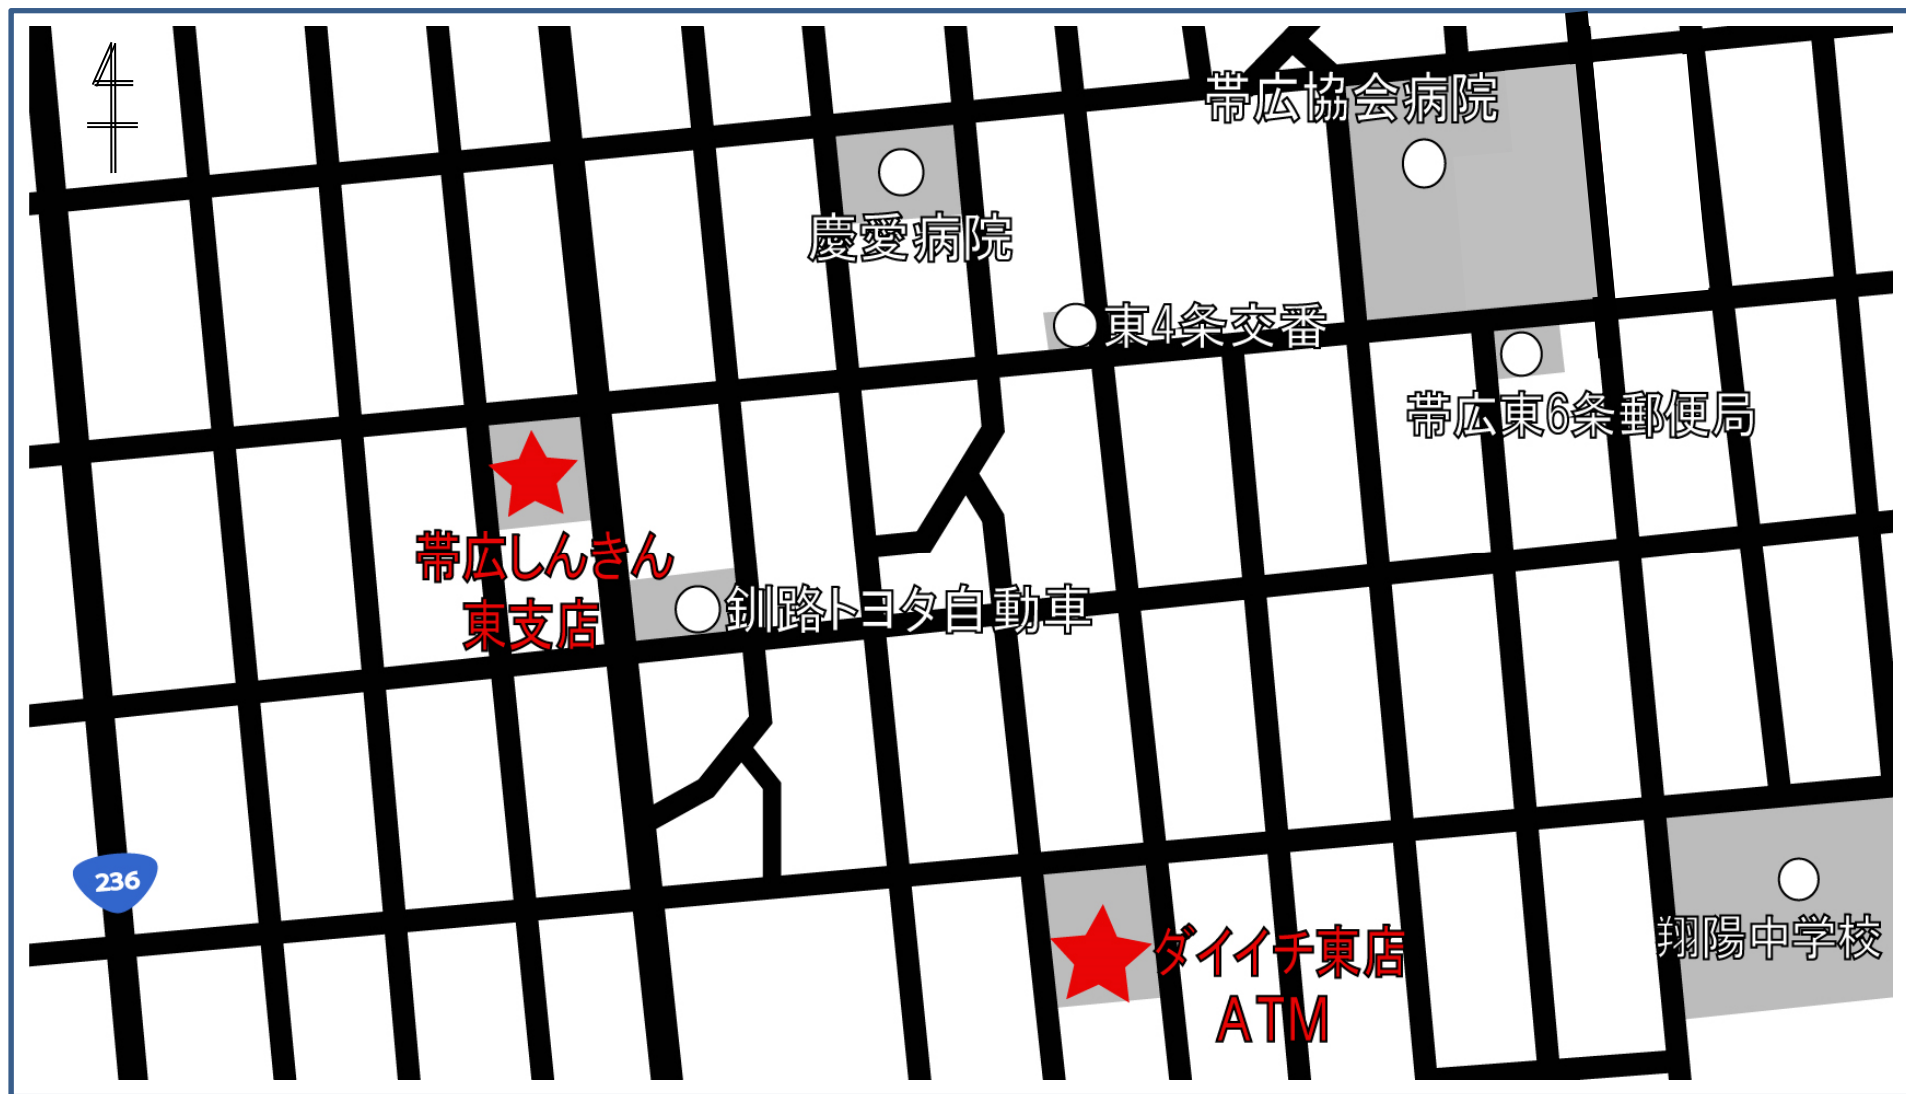 帯広協会病院
慶愛病院
東4条交番
帯広東6条郵便局
帯広しんきん
東支店
釧路トヨタ自動車
236
翔陽中学校
ダイイチ東店
ATM